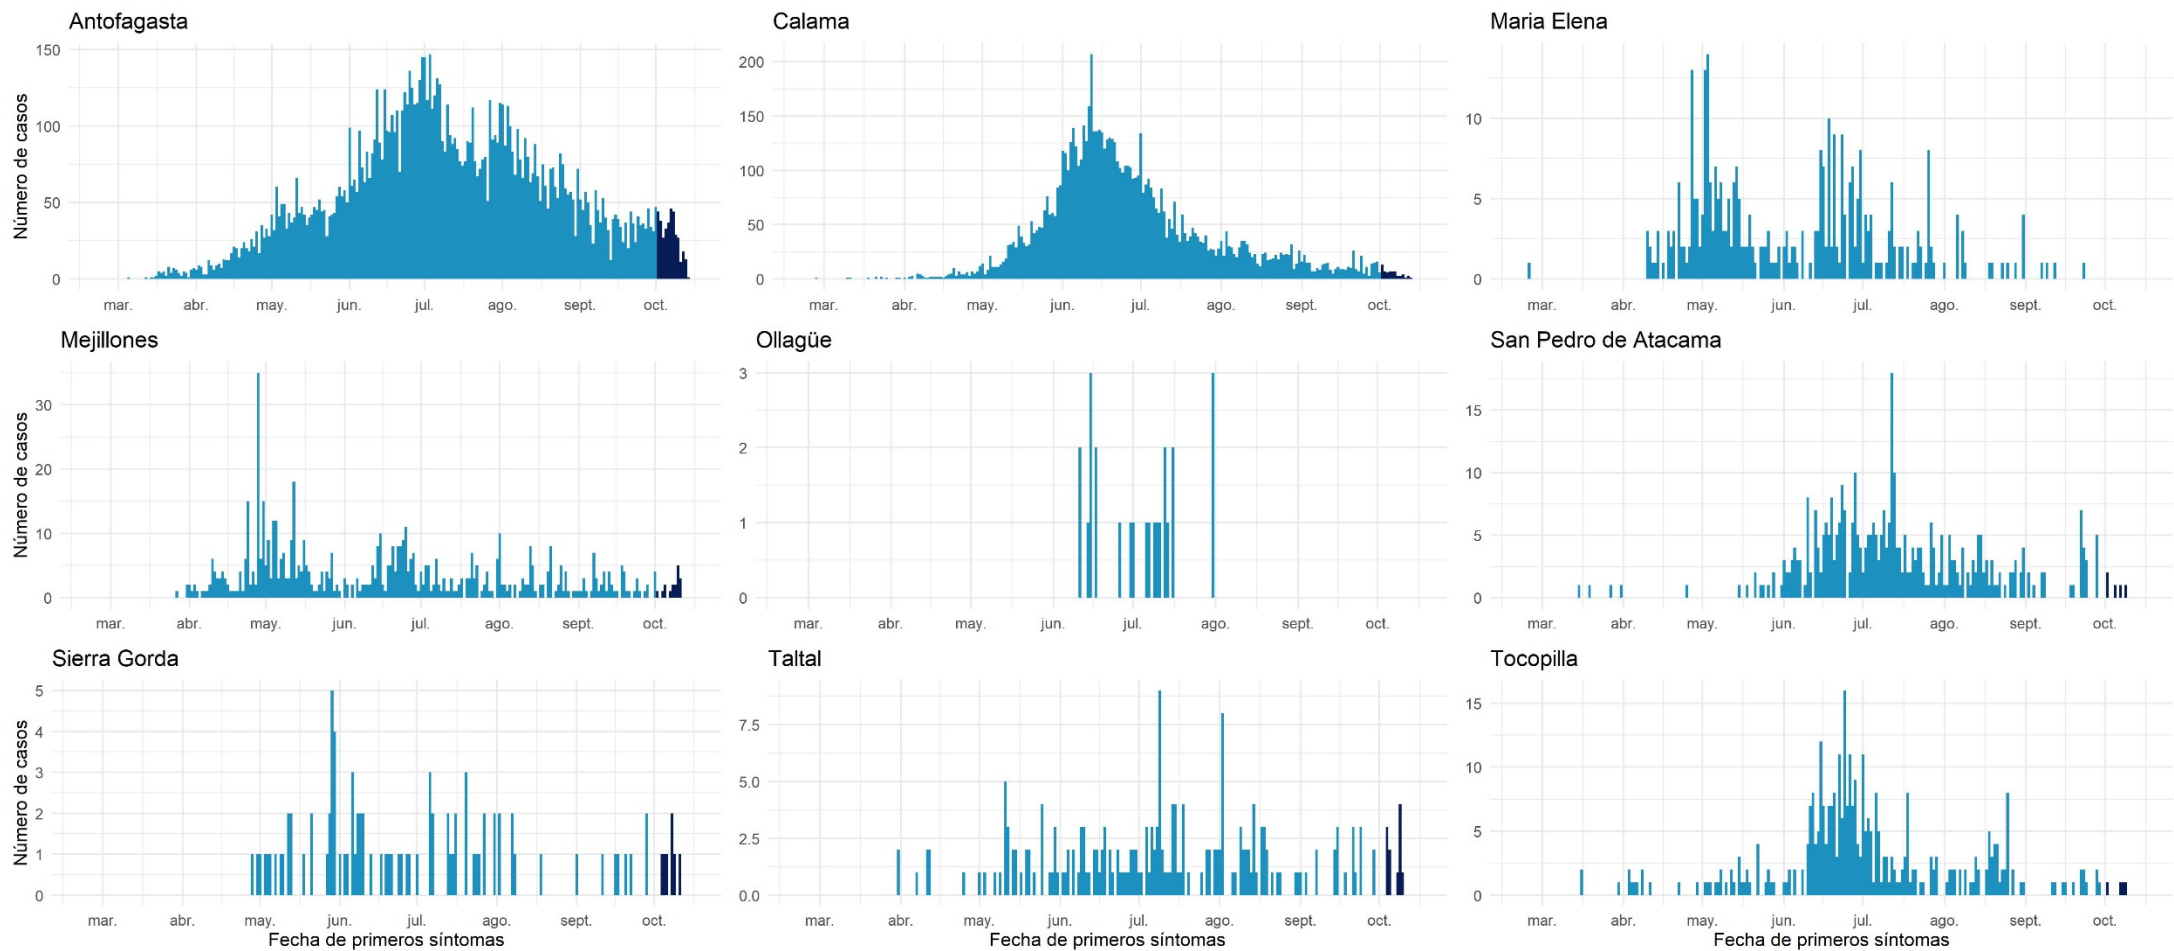 Antofagasta
Calama
Maria Elena
Número de casos
150
100
50
0
200
150
100
50
0
10
5
0
mar. abr. may. jun. jul. ago. sept. oct.
mar. abr. may. jun. jul. ago. sept. oct.
mar. abr. may. jun. jul. ago. sept. oct.
Mejillones
Ollagüe
San Pedro de Atacama
Número de casos
30
20
10
0
3
2
1
0
15
10
5
0
mar. abr. may. jun. jul. ago. sept. oct.
mar. abr. may. jun. jul. ago. sept. oct.
mar. abr. may. jun. jul. ago. sept. oct.
Sierra Gorda
Taltal
Tocopilla
Número de casos
5
4
3
2
1
0
7.5
5.0
2.5
0.0
15
10
5
0
mar. abr. may. jun. jul. ago. sept. oct.
mar. abr. may. jun. jul. ago. sept. oct.
mar. abr. may. jun. jul. ago. sept. oct.
Fecha de primeros síntomas
Fecha de primeros síntomas
Fecha de primeros síntomas